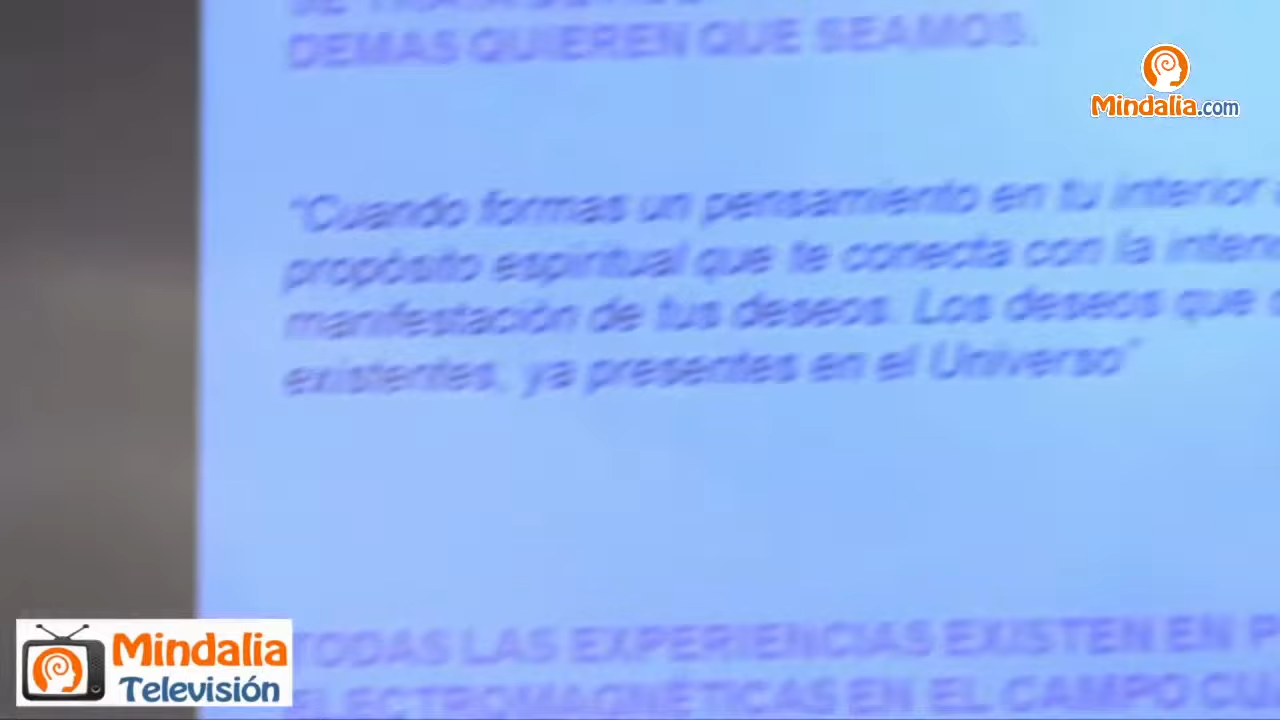 DEMAS QUIEREN QUE SEAMOS.
Mindalia.com
"Cuando formas un pensamiento en tu interior
propósito espiritual que te conecta con la
manifestación de tus deseos. Los deseos que
existentes, ya presentes en el Universo"
TODAS LAS EXPERIENCIAS EXISTEN EN
ELECTROMAGNÉTICAS EN EL CAMPO
Mindalia
Televisión